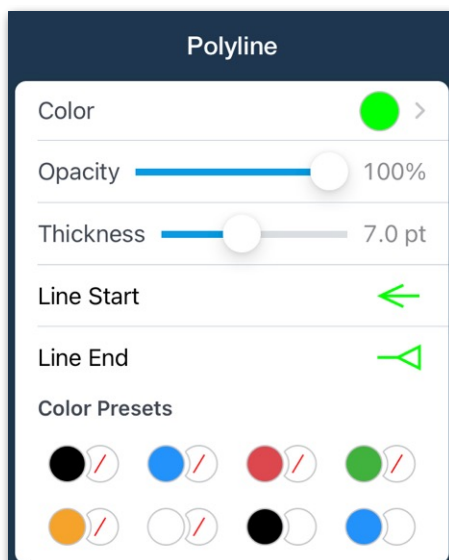 Polyline
Color
Opacity 100%
Thickness 7.0 pt
Line Start
Line End
Color Presets